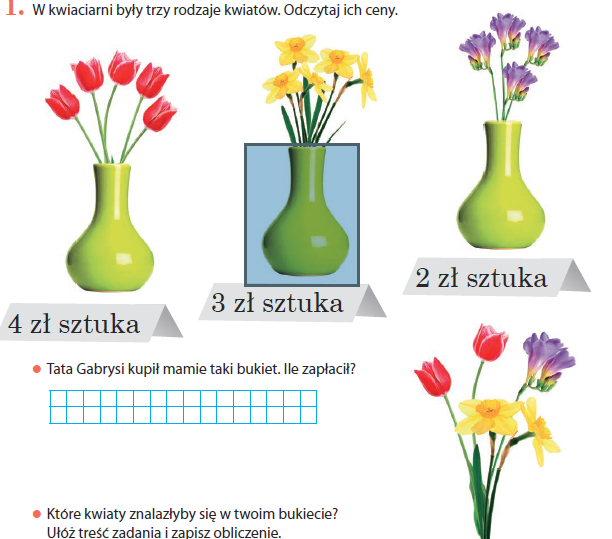 1. W kwiaciarni były trzy rodzaje kwiatów. Odczytaj ich ceny.
4 zł sztuka
3 zł sztuka
2 zł sztuka
• Tata Gabrysi kupił mamie taki bukiet. Ile zapłacił?
• Które kwiaty znalazłyby się w twoim bukiecie?
Ułóż treść zadania i zapisz obliczenie.